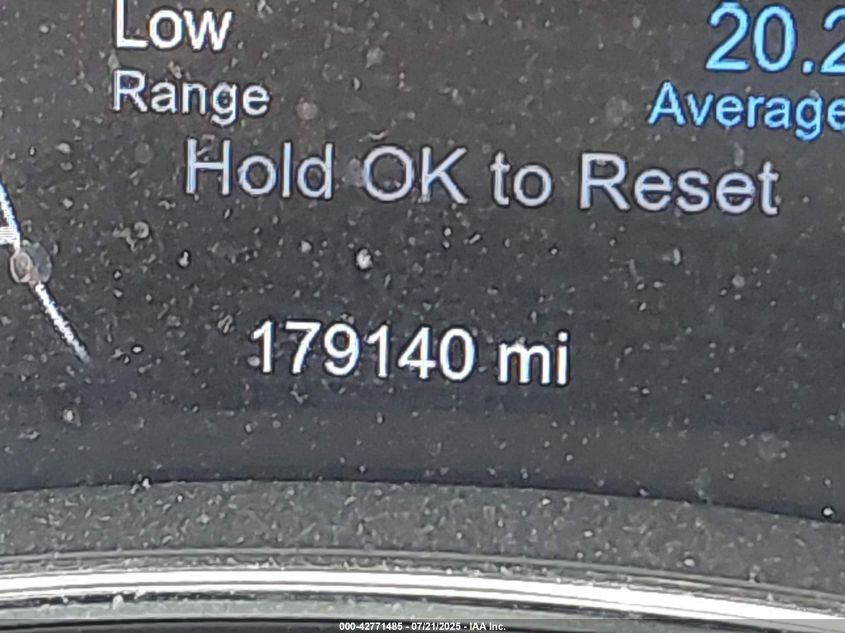 Low
20.2
Range
Average
Hold OK to Reset
179140 mi
000-42771485 - 07/21/2025 - IAA Inc.